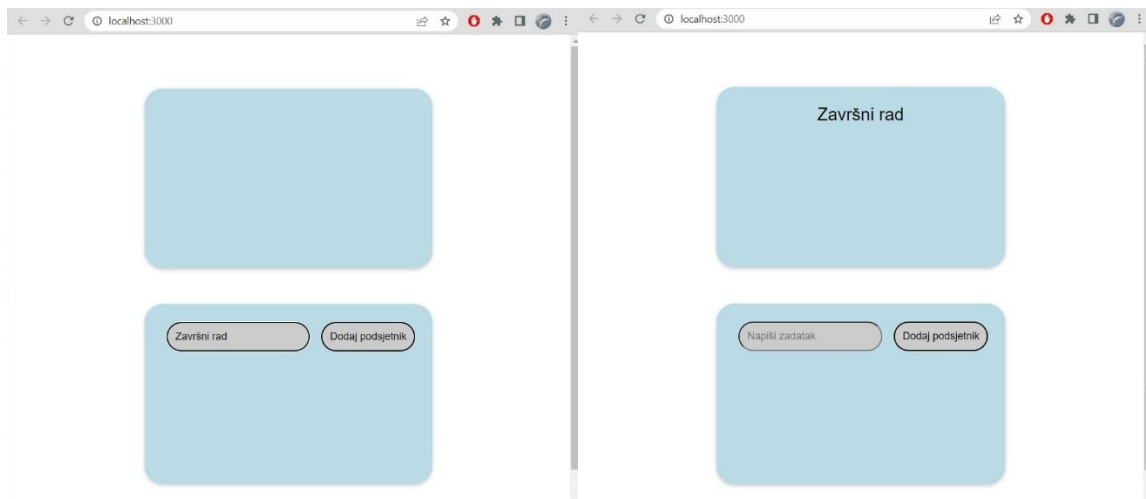 localhost:3000
Završni rad
Dodaj podsjetnik
localhost:3000
Završni rad
Napiši zadatak
Dodaj podsjetnik